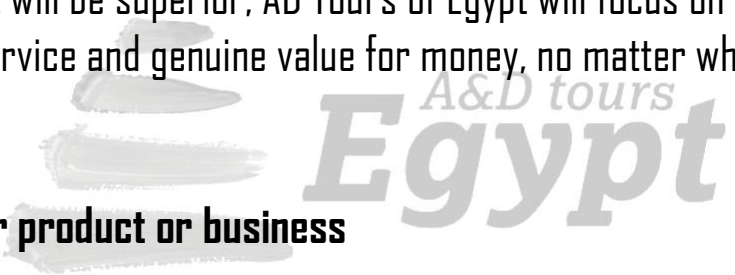 will be superior, AD Tours of Egypt will focus on
rvice and genuine value for money, no matter wh
A&D tours
Egypt
r product or business